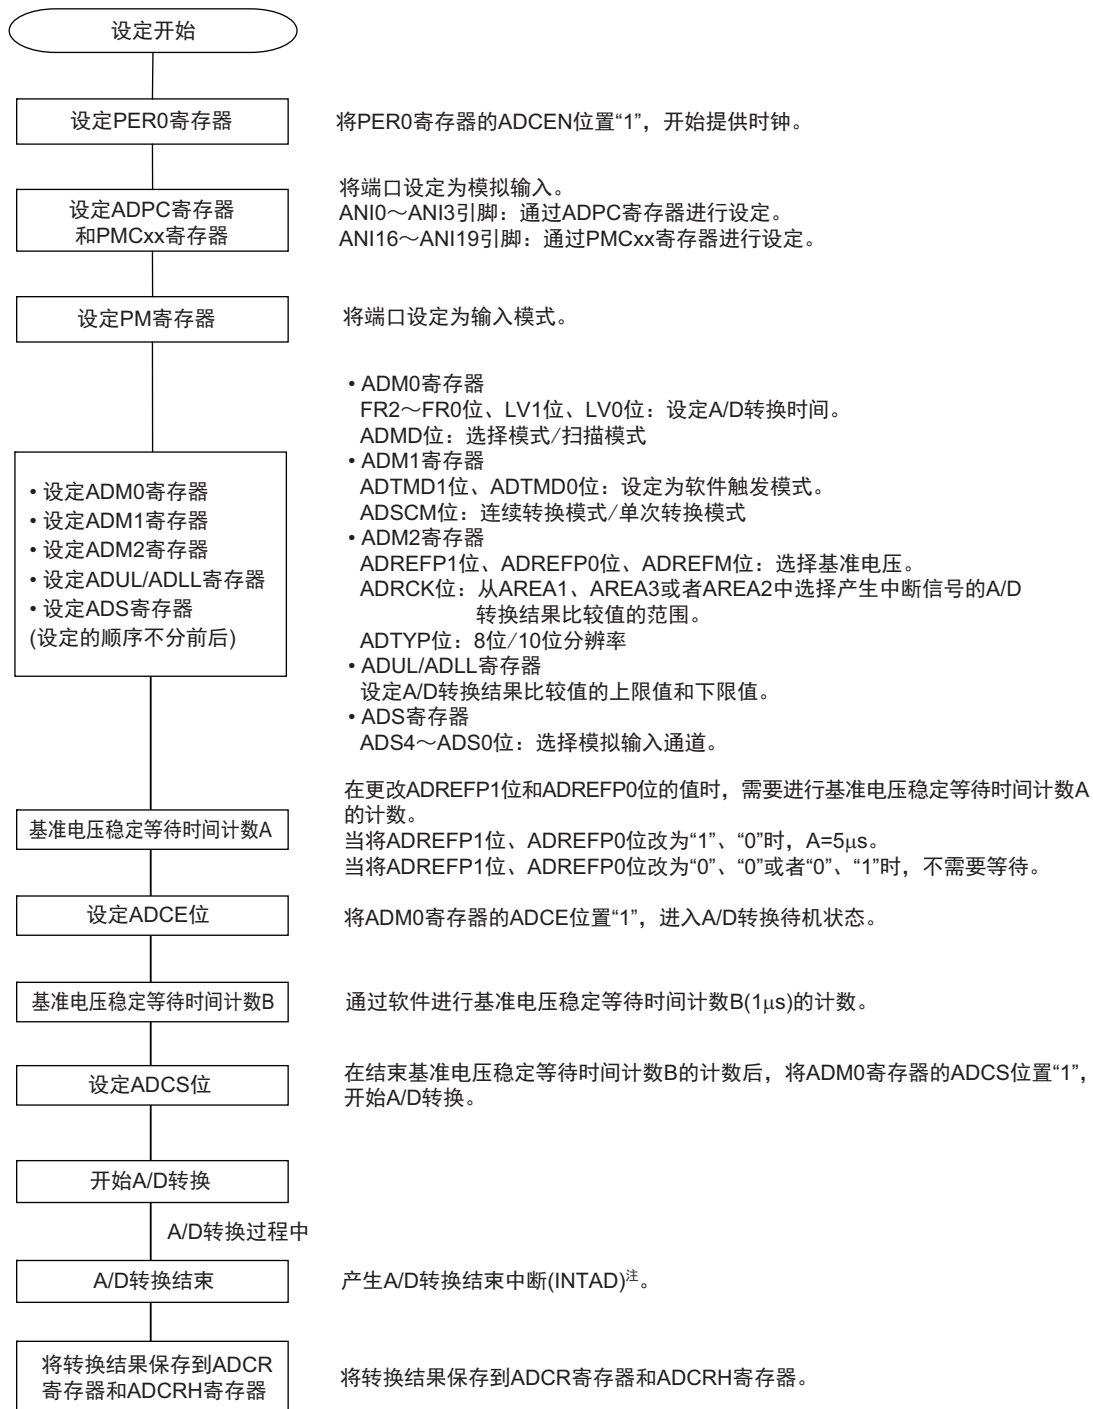 设定开始
设定PER0寄存器
将PER0寄存器的ADCEN位置“1”，开始提供时钟。
设定ADPC寄存器
和PMCxx寄存器
将端口设定为模拟输入。
ANI0～ANI3引脚：通过ADPC寄存器进行设定。
ANI16～ANI19引脚：通过PMCxx寄存器进行设定。
设定PM寄存器
将端口设定为输入模式。
• 设定ADM0寄存器
• 设定ADM1寄存器
• 设定ADM2寄存器
• 设定ADUL/ADLL寄存器
• 设定ADS寄存器
(设定的顺序不分前后)
• ADM0寄存器
FR2～FR0位、LV1位、LV0位：设定A/D转换时间。
ADMD位：选择模式/扫描模式
• ADM1寄存器
ADTMD1位、ADTMD0位：设定为软件触发模式。
ADSCM位：连续转换模式/单次转换模式
• ADM2寄存器
ADREFP1位、ADREFP0位、ADREFM位：选择基准电压。
ADRCK位：从AREA1、AREA3或者AREA2中选择产生中断信号的A/D
转换结果比较值的范围。
ADTYP位：8位/10位分辨率
• ADUL/ADLL寄存器
设定A/D转换结果比较值的上限值和下限值。
• ADS寄存器
ADS4～ADS0位：选择模拟输入通道。
基准电压稳定等待时间计数A
在更改ADREFP1位和ADREFP0位的值时，需要进行基准电压稳定等待时间计数A
的计数。
当将ADREFP1位、ADREFP0位改为“1”、“0”时，A=5μs。
当将ADREFP1位、ADREFP0位改为“0”、“0”或者“0”、“1”时，不需要等待。
设定ADCE位
将ADM0寄存器的ADCE位置“1”，进入A/D转换待机状态。
基准电压稳定等待时间计数B
通过软件进行基准电压稳定等待时间计数B(1μs)的计数。
设定ADCS位
在结束基准电压稳定等待时间计数B的计数后，将ADM0寄存器的ADCS位置“1”，
开始A/D转换。
开始A/D转换
A/D转换过程中
A/D转换结束
产生A/D转换结束中断(INTAD)注。
将转换结果保存到ADCR
寄存器和ADCRH寄存器
将转换结果保存到ADCR寄存器和ADCRH寄存器。